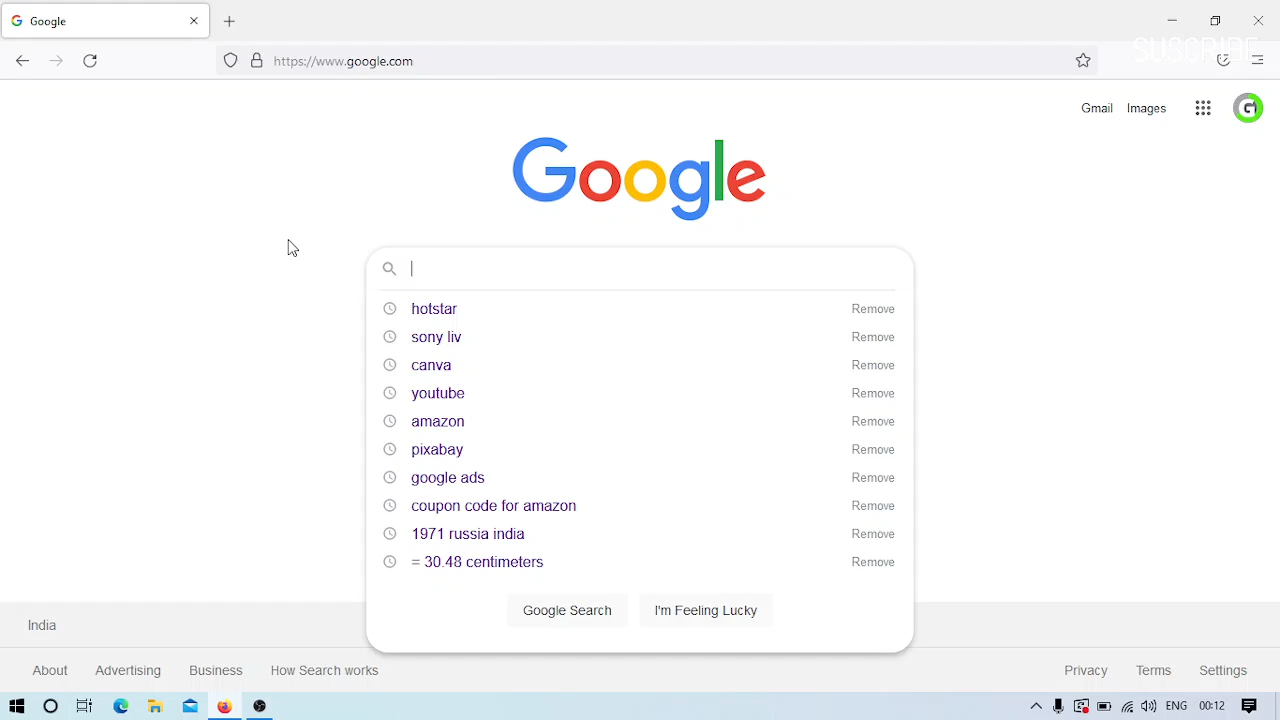 Google
SUSCRIBE
https://www.google.com
Gmail Images
Google
hotstar Remove
sony liv Remove
canva Remove
youtube Remove
amazon Remove
pixabay Remove
google ads Remove
coupon code for amazon Remove
1971 russia india Remove
= 30.48 centimeters Remove
Google Search I'm Feeling Lucky
India
About Advertising Business How Search works Privacy Terms Settings
ENG 00:12